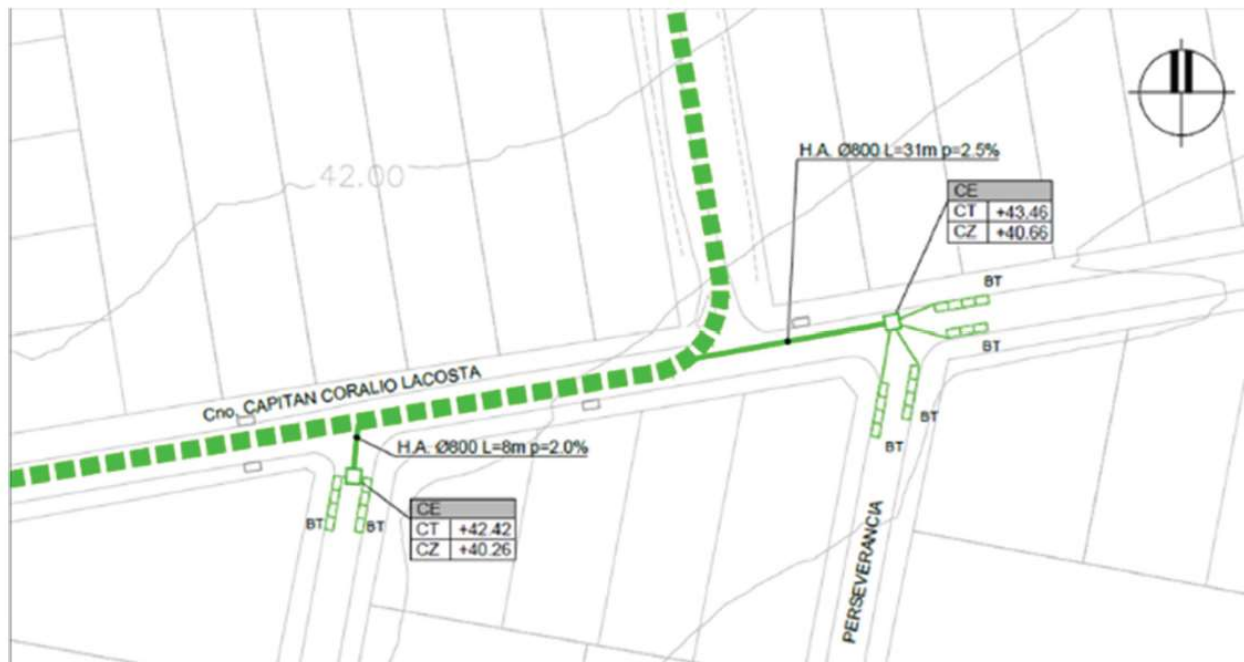 H.A. Ø800 L=31m p=2.5%
42.00
CE
CT +43.46
CZ +40.66
BT
BT
Cno. CAPITAN CORALIO LACOSTA
BT
H.A. Ø800 L=8m p=2.0%
BT
CE
CT +42.42
CZ +40.26
BT
BT
PERSEVERANCIA